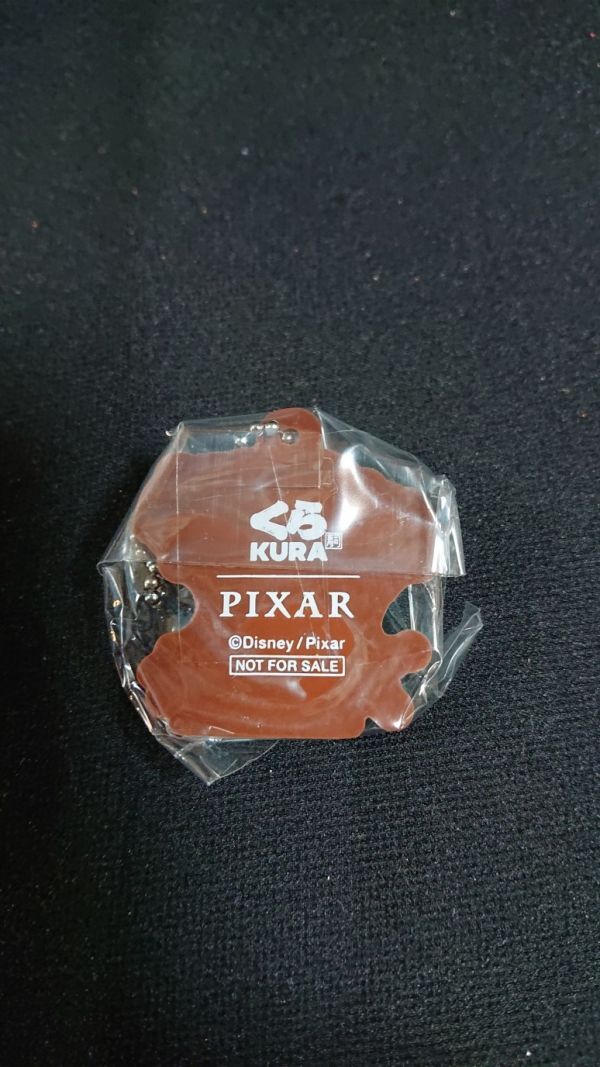 くら
KURA
PIXAR
©Disney/Pixar
NOT FOR SALE